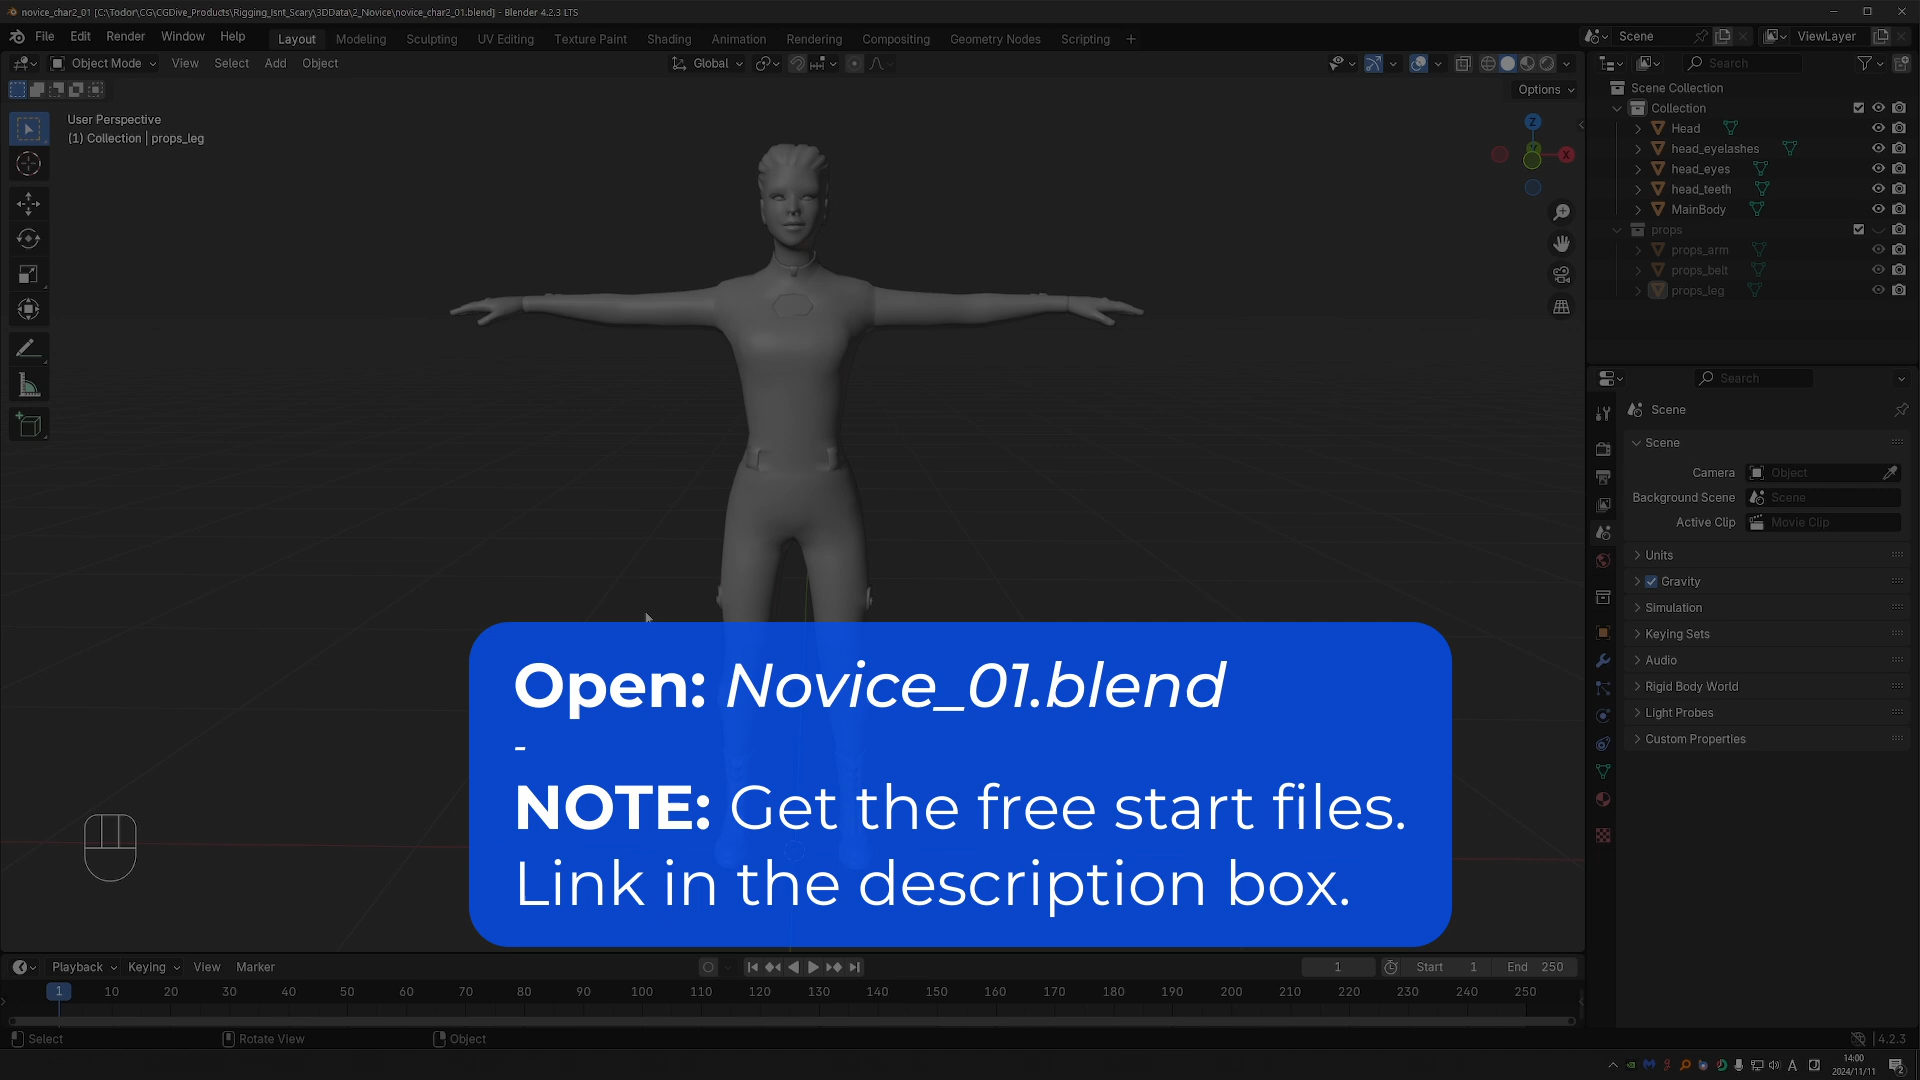 novice_char2_01 [C:\Todor\CG\CGDive_Products\Rigging_Isnt_Scary\3DData\2_Novice\novice_char2_01.blend] - Blender 4.2.3 LTS
File Edit Render Window Help Layout Modeling Sculpting UV Editing Texture Paint Shading Animation Rendering Compositing Geometry Nodes Scripting + Scene ViewLayer
Object Mode View Select Add Object Global Search
Options
User Perspective
(1) Collection | props_leg
Z
Y
X
Scene Collection
Collection
Head
head_eyelashes
head_eyes
head_teeth
MainBody
props
props_arm
props_belt
props_leg
Search
Scene
Scene
Camera Object
Background Scene Scene
Active Clip Movie Clip
Units
Gravity
Simulation
Keying Sets
Audio
Rigid Body World
Light Probes
Custom Properties
Open: Novice_01.blend
-
NOTE: Get the free start files.
Link in the description box.
Playback Keying View Marker 1 Start 1 End 250
1 10 20 30 40 50 60 70 80 90 100 110 120 130 140 150 160 170 180 190 200 210 220 230 240 250
Select Rotate View Object 4.2.3
A 14:00
2024/11/11 2